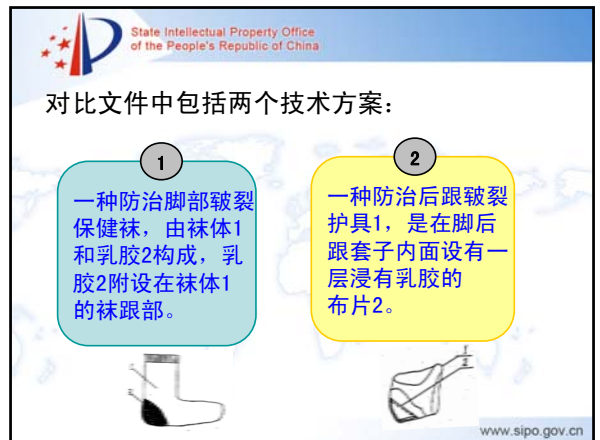 State Intellectual Property Office
of the People's Republic of China
对比文件中包括两个技术方案：
1
一种防治脚部皲裂
保健袜，由袜体1
和乳胶2构成，乳
胶2附设在袜体1
的袜跟部。
2
一种防治后跟皲裂
护具1，是在脚后
跟套子内面设有一
层浸有乳胶的
布片2。
1
2
www.sipo.gov.cn